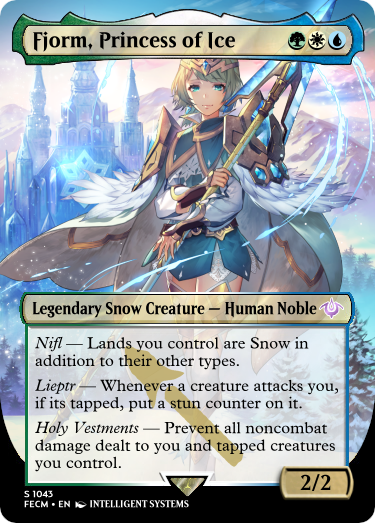 Fjorm, Princess of Ice
Legendary Snow Creature — Human Noble
Nifl — Lands you control are Snow in
addition to their other types.
Lieptr — Whenever a creature attacks you,
if its tapped, put a stun counter on it.
Holy Vestments — Prevent all noncombat
damage dealt to you and tapped creatures
you control.
2/2
S 1043
FECM • EN INTELLIGENT SYSTEMS